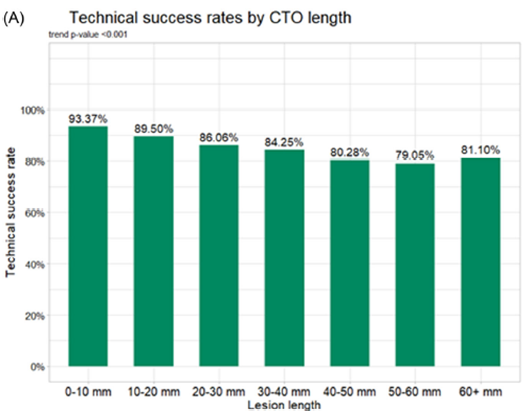 (A)
Technical success rates by CTO length
trend p-value <0.001
Technical success rate
100%
80%
60%
40%
20%
0%
93.37%
89.50%
86.06%
84.25%
80.28%
79.05%
81.10%
0-10 mm
10-20 mm
20-30 mm
30-40 mm
40-50 mm
50-60 mm
60+ mm
Lesion length